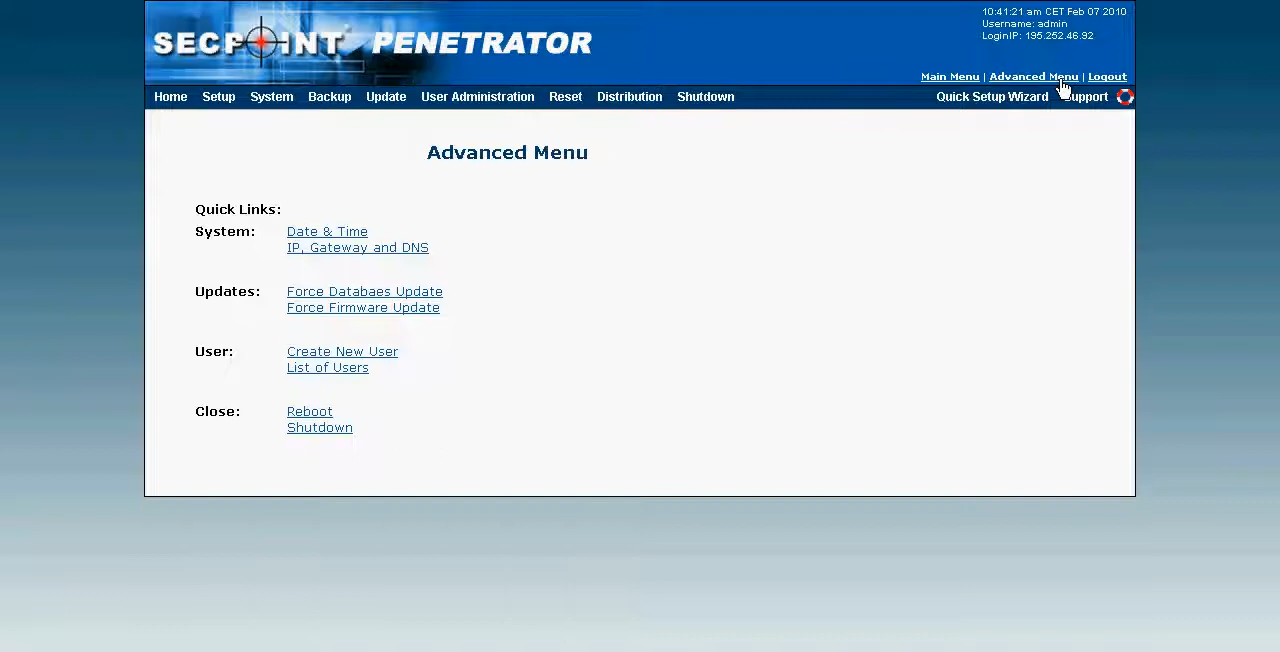 SECPOINT PENETRATOR
10:41:21 am CET Feb 07 2010
Username: admin
LoginIP: 195.252.46.92
Main Menu | Advanced Menu | Logout
Home Setup System Backup Update User Administration Reset Distribution Shutdown Quick Setup Wizard Support
Advanced Menu
Quick Links:
System: Date & Time
IP, Gateway and DNS
Updates: Force Databaes Update
Force Firmware Update
User: Create New User
List of Users
Close: Reboot
Shutdown